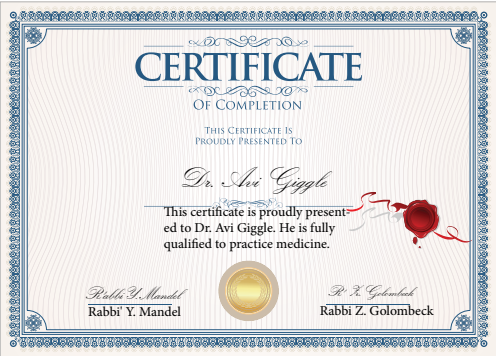 CERTIFICATE
OF COMPLETION
THIS CERTIFICATE IS
PROUDLY PRESENTED TO
Dr. Avi Giggle
This certificate is proudly present-
ed to Dr. Avi Giggle. He is fully
qualified to practice medicine.
R'abbi Y. Mandel
Rabbi' Y. Mandel
R' Z. Golombeck
Rabbi Z. Golombeck